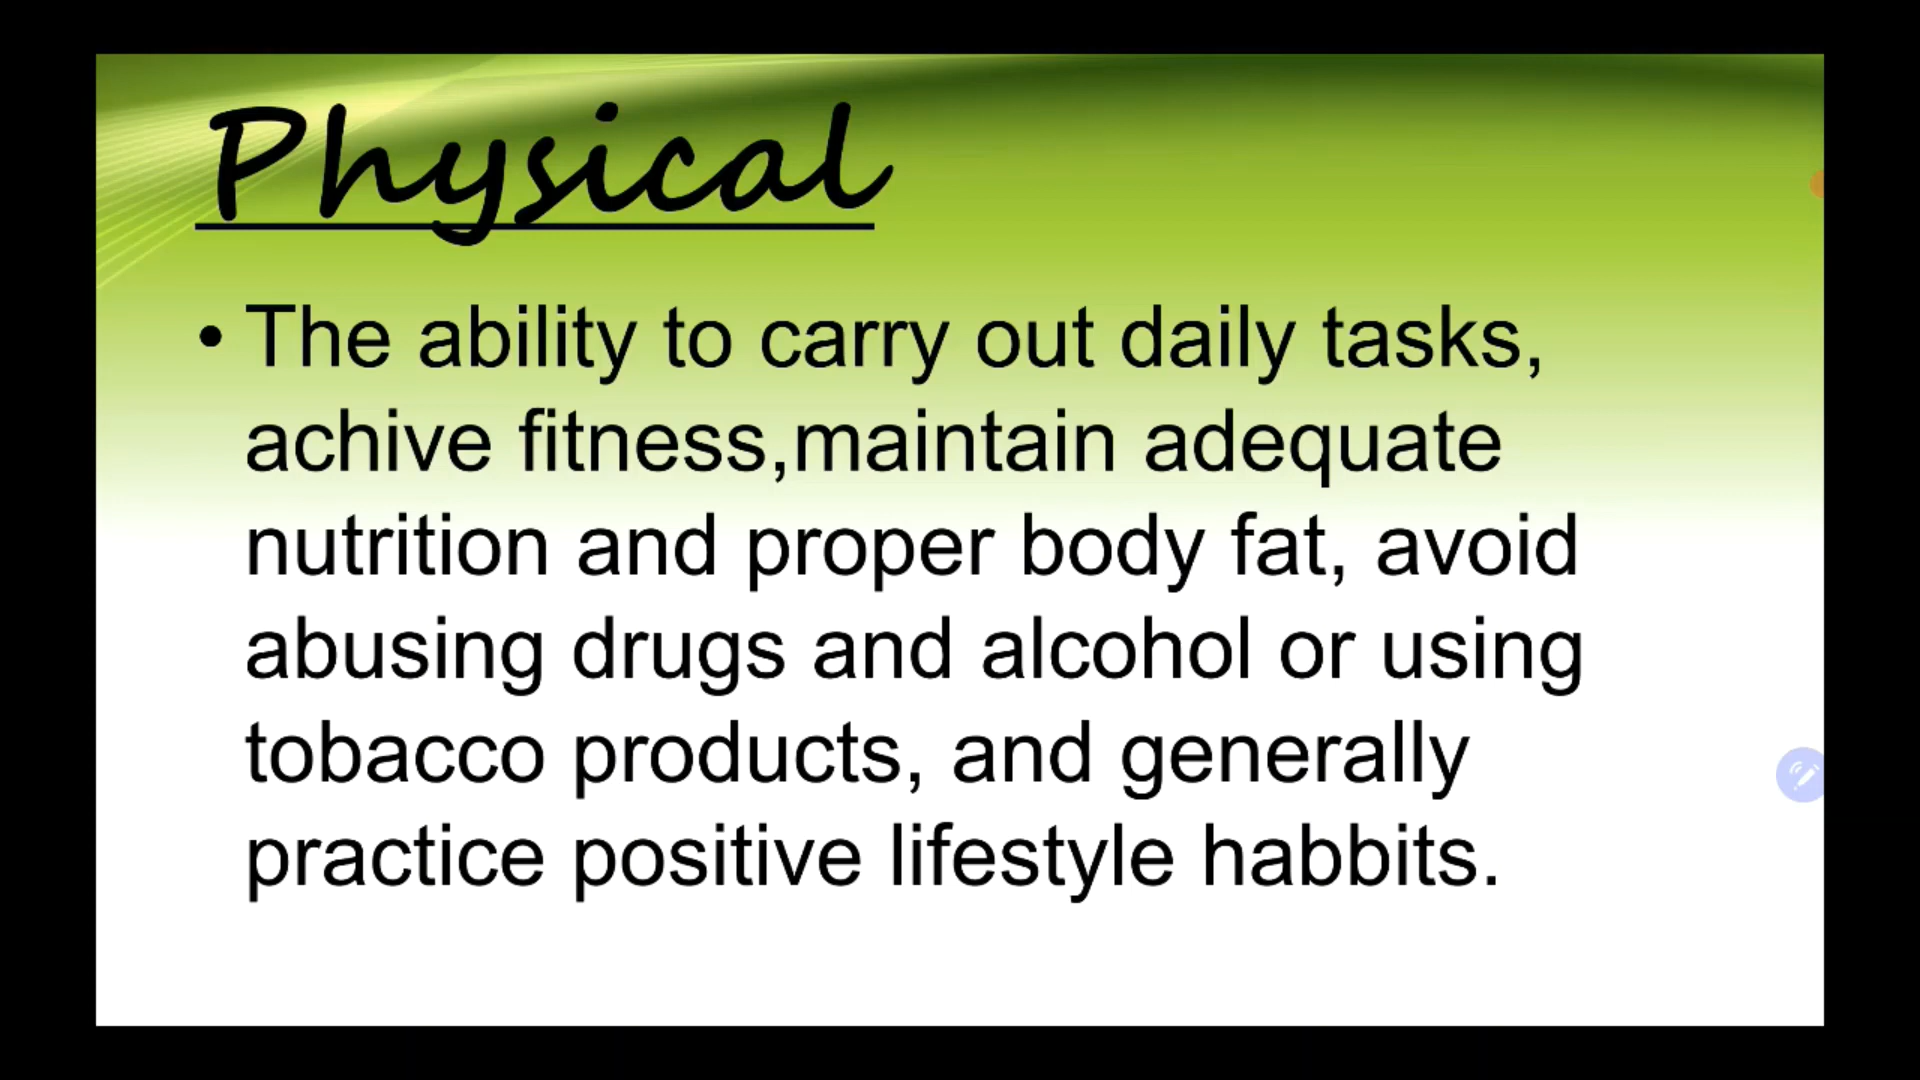 Physical
• The ability to carry out daily tasks,
achive fitness,maintain adequate
nutrition and proper body fat, avoid
abusing drugs and alcohol or using
tobacco products, and generally
practice positive lifestyle habbits.